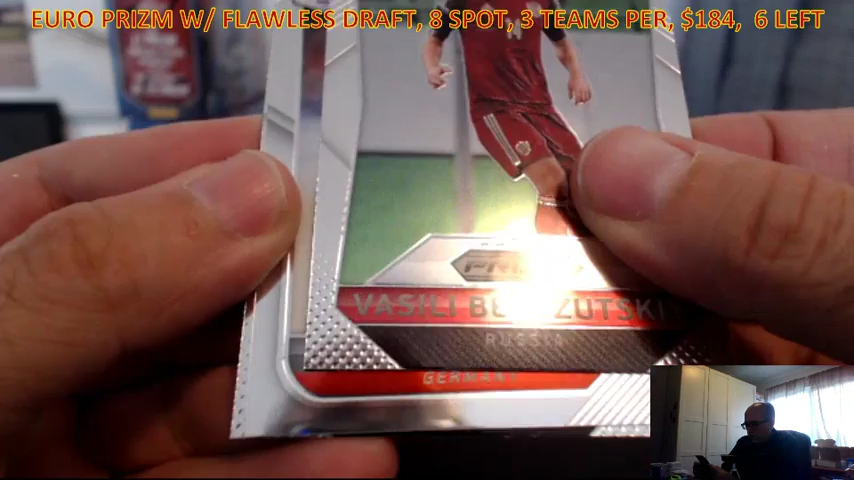 EURO PRIZM W/ FLAWLESS DRAFT, 8 SPOT, 3 TEAMS PER, $184, 6 LEFT
VASILI
RUSSIA
GERMANY